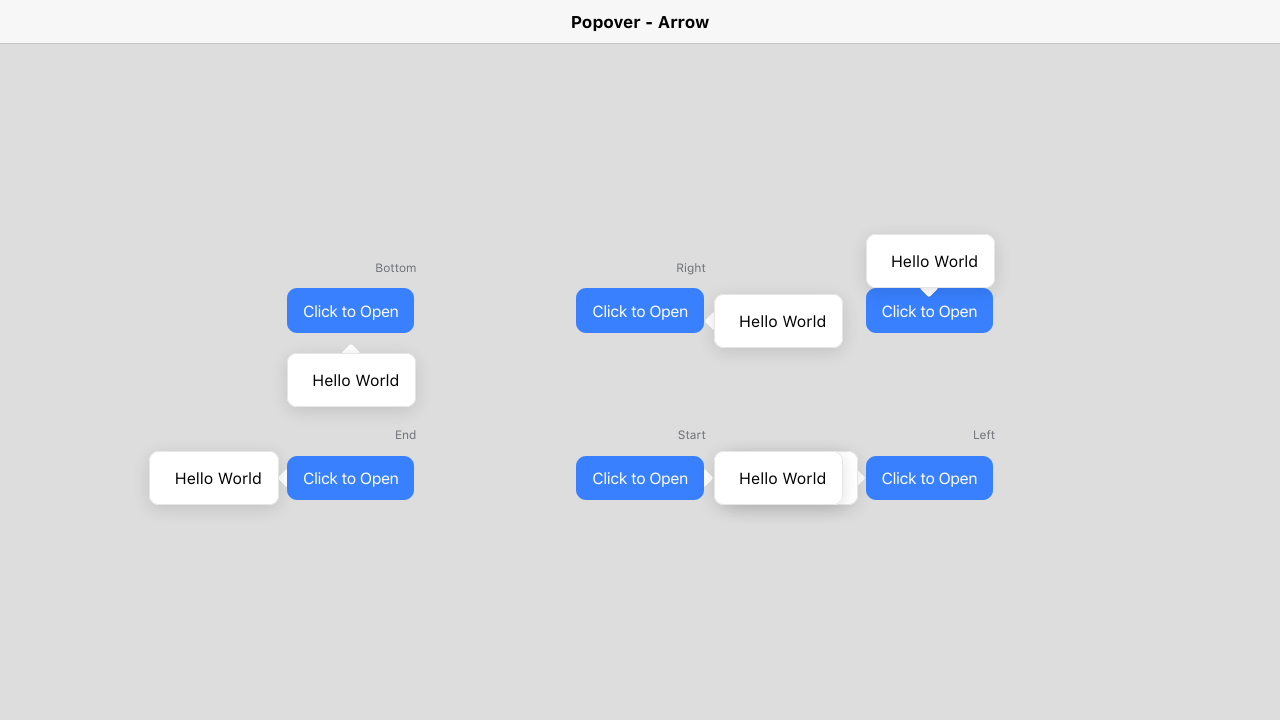 Popover - Arrow
Hello World
Bottom
Right
Click to Open
Click to Open
Click to Open
Hello World
Hello World
End
Start
Left
Hello World
Click to Open
Click to Open
Hello World
Click to Open